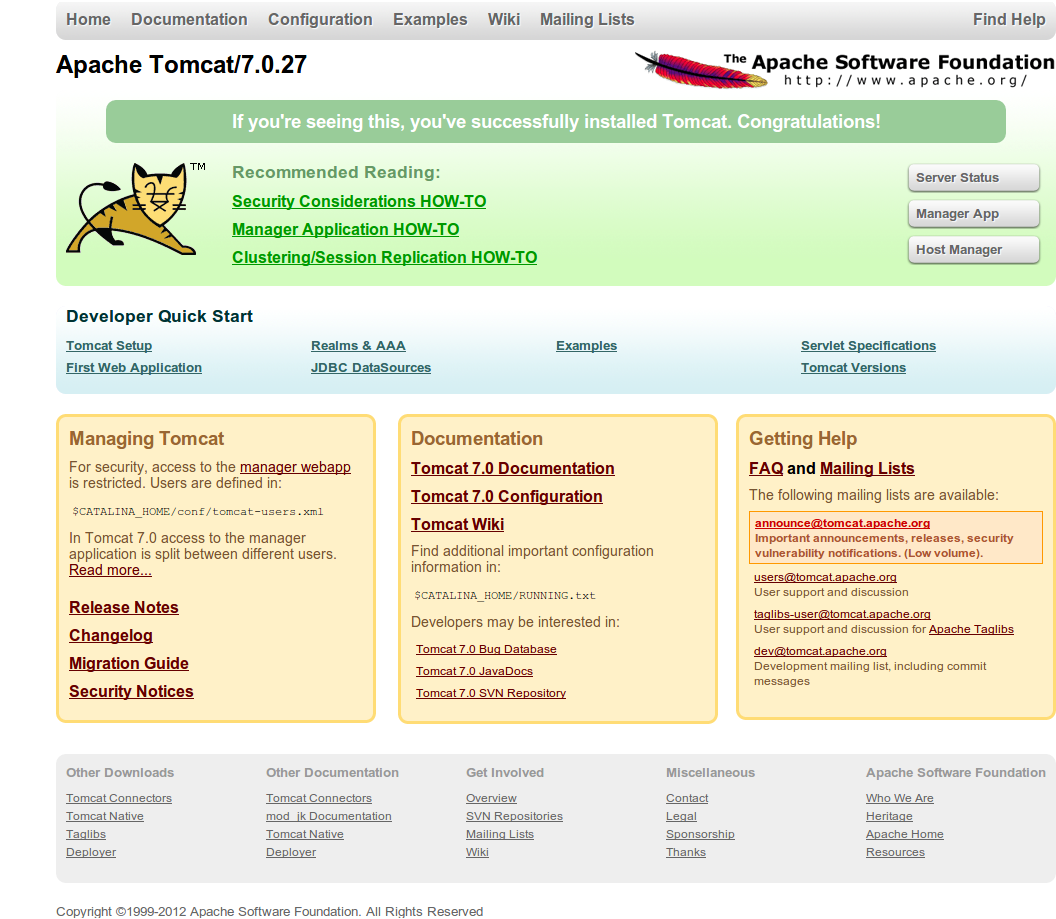 Home Documentation Configuration Examples Wiki Mailing Lists Find Help
Apache Tomcat/7.0.27
The Apache Software Foundation
http://www.apache.org/
If you're seeing this, you've successfully installed Tomcat. Congratulations!
TM
Recommended Reading:
Security Considerations HOW-TO
Manager Application HOW-TO
Clustering/Session Replication HOW-TO
Server Status
Manager App
Host Manager
Developer Quick Start
Tomcat Setup
First Web Application
Realms & AAA
JDBC DataSources
Examples
Servlet Specifications
Tomcat Versions
Managing Tomcat
For security, access to the manager webapp
is restricted. Users are defined in:
$CATALINA_HOME/conf/tomcat-users.xml
In Tomcat 7.0 access to the manager
application is split between different users.
Read more...
Release Notes
Changelog
Migration Guide
Security Notices
Documentation
Tomcat 7.0 Documentation
Tomcat 7.0 Configuration
Tomcat Wiki
Find additional important configuration
information in:
$CATALINA_HOME/RUNNING.txt
Developers may be interested in:
Tomcat 7.0 Bug Database
Tomcat 7.0 JavaDocs
Tomcat 7.0 SVN Repository
Getting Help
FAQ and Mailing Lists
The following mailing lists are available:
announce@tomcat.apache.org
Important announcements, releases, security
vulnerability notifications. (Low volume).
users@tomcat.apache.org
User support and discussion
taglibs-user@tomcat.apache.org
User support and discussion for Apache Taglibs
dev@tomcat.apache.org
Development mailing list, including commit
messages
Other Downloads
Tomcat Connectors
Tomcat Native
Taglibs
Deployer
Other Documentation
Tomcat Connectors
mod_jk Documentation
Tomcat Native
Deployer
Get Involved
Overview
SVN Repositories
Mailing Lists
Wiki
Miscellaneous
Contact
Legal
Sponsorship
Thanks
Apache Software Foundation
Who We Are
Heritage
Apache Home
Resources
Copyright ©1999-2012 Apache Software Foundation. All Rights Reserved